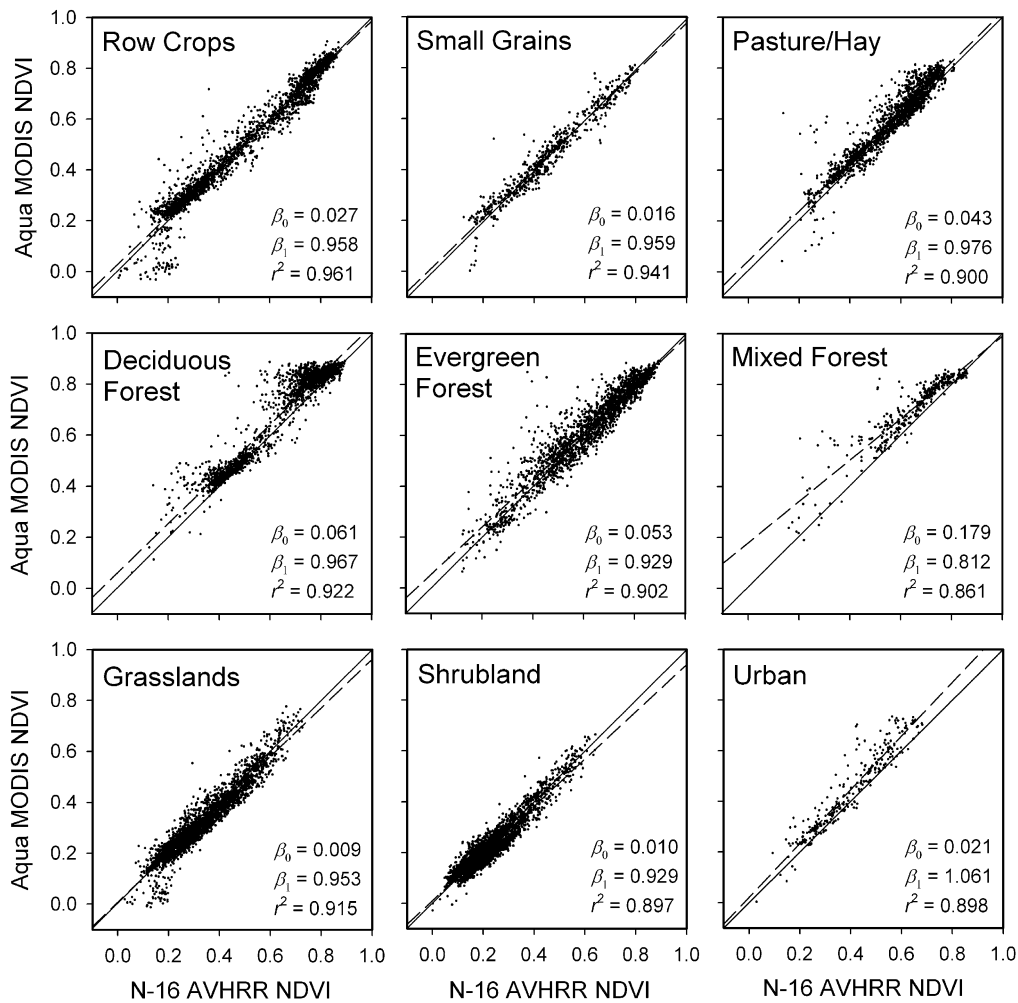 Row Crops
Small Grains
Pasture/Hay
Aqua MODIS NDVI
1.0
0.8
0.6
0.4
0.2
0.0
β0 = 0.027
β1 = 0.958
r² = 0.961
β0 = 0.016
β1 = 0.959
r² = 0.941
β0 = 0.043
β1 = 0.976
r² = 0.900
Deciduous
Forest
Evergreen
Forest
Mixed Forest
Aqua MODIS NDVI
1.0
0.8
0.6
0.4
0.2
0.0
β0 = 0.061
β1 = 0.967
r² = 0.922
β0 = 0.053
β1 = 0.929
r² = 0.902
β0 = 0.179
β1 = 0.812
r² = 0.861
Grasslands
Shrubland
Urban
Aqua MODIS NDVI
1.0
0.8
0.6
0.4
0.2
0.0
β0 = 0.009
β1 = 0.953
r² = 0.915
β0 = 0.010
β1 = 0.929
r² = 0.897
β0 = 0.021
β1 = 1.061
r² = 0.898
0.0 0.2 0.4 0.6 0.8 1.0
0.0 0.2 0.4 0.6 0.8 1.0
0.0 0.2 0.4 0.6 0.8 1.0
N-16 AVHRR NDVI
N-16 AVHRR NDVI
N-16 AVHRR NDVI